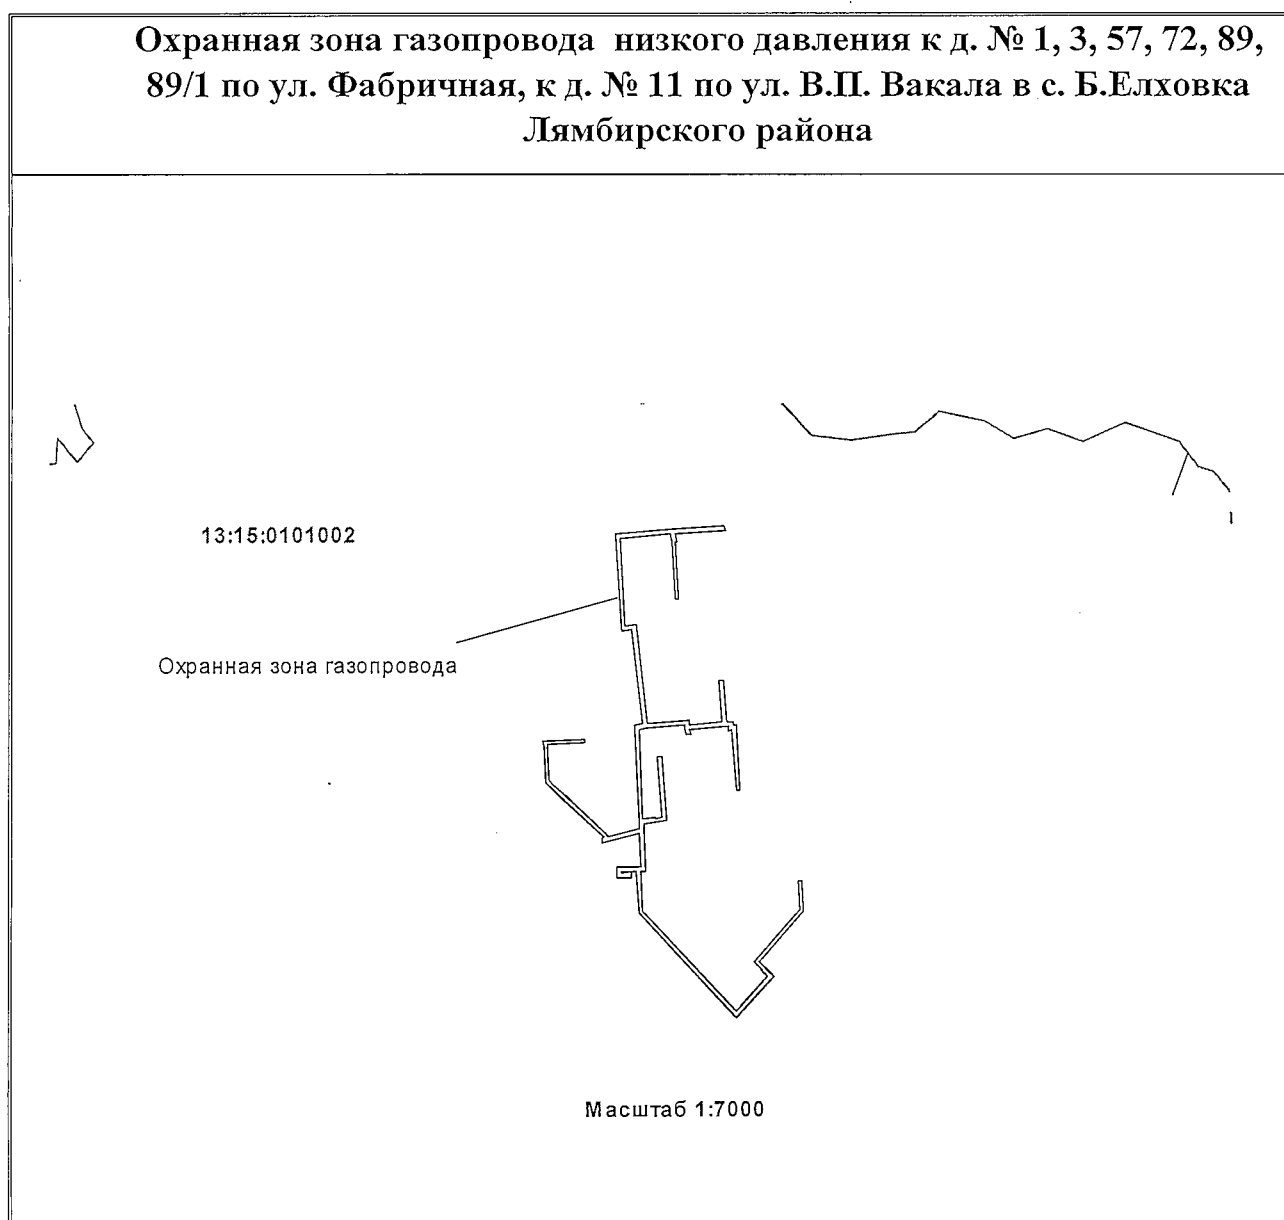 Охранная зона газопровода низкого давления к д. № 1, 3, 57, 72, 89,
89/1 по ул. Фабричная, к д. № 11 по ул. В.П. Вакала в с. Б.Елховка
Лямбирского района
13:15:0101002
Охранная зона газопровода
Масштаб 1:7000